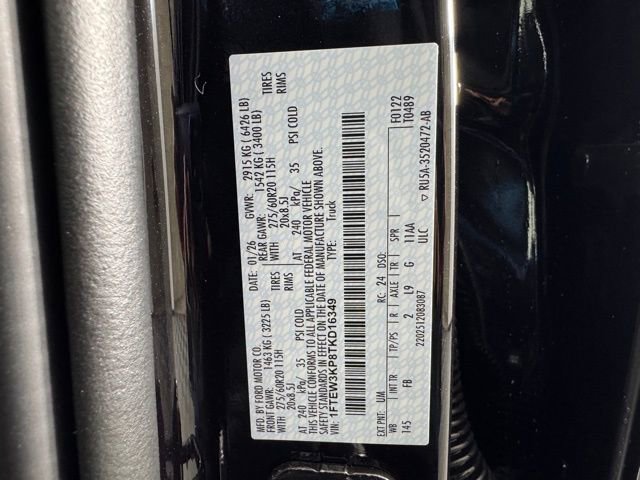 MFD. BY FORD MOTOR CO.
DATE: 01/26 GVWR: 2915 KG ( 6426 LB)
FRONT GAWR: 1463 KG ( 3225 LB)
REAR GAWR: 1542 KG ( 3400 LB)
WITH 275/60R20 115H TIRES
WITH 275/60R20 115H TIRES
20x8.5J RIMS
20x8.5J RIMS
AT 240 kPa/ 35 PSI COLD
AT 240 kPa/ 35 PSI COLD
THIS VEHICLE CONFORMS TO ALL APPLICABLE FEDERAL MOTOR VEHICLE
SAFETY STANDARDS IN EFFECT ON THE DATE OF MANUFACTURE SHOWN ABOVE.
1FTEW3KP8TKD16349
TYPE: Truck
F0122
T0489
EXT PNT: UM RC: 24 DSO:
WB INT TR TP/PS R AXLE TR SPR
145 FB 2 L9 G 11AA
ULC
2202512083087
▽ RU5A-3520472-AB